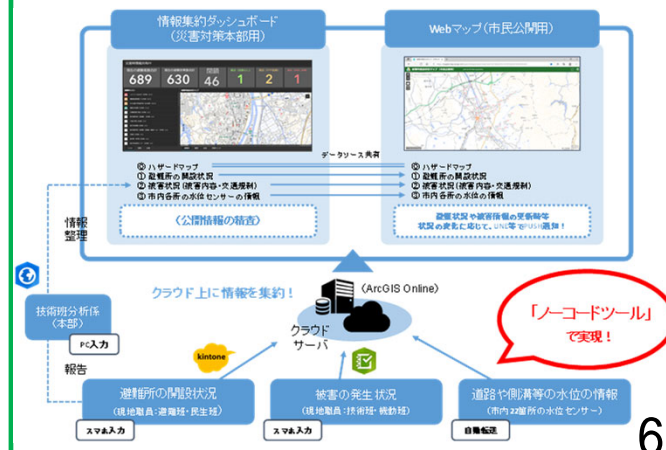 情報集約ダッシュボード
(災害対策本部用)
Webマップ(市民公開用)
689
630
46
1
2
1
データソース共有
⓪ ハザードマップ
① 避難所の開設状況
② 被害状況(被害内容・交通規制)
③ 市内各所の水位センサーの情報
〈公開情報の精査〉
⓪ ハザードマップ
① 避難所の開設状況
② 被害状況(被害内容・交通規制)
③ 市内各所の水位の情報
避難状況や被害情報の更新時等
状況の変化に応じて、LINE等でPUSH通知!
情報
整理
クラウド上に情報を集約!
(ArcGIS Online)
クラウド
サーバ
「ノーコードツール」
で実現!
技術班分析係
(本部)
PC入力
報告
kintone
避難所の開設状況
(現地職員:避難班・民生班)
スマホ入力
被害の発生状況
(現地職員:技術班・機動班)
スマホ入力
道路や側溝等の水位の情報
(市内22箇所の水位センサー)
自動転送
6